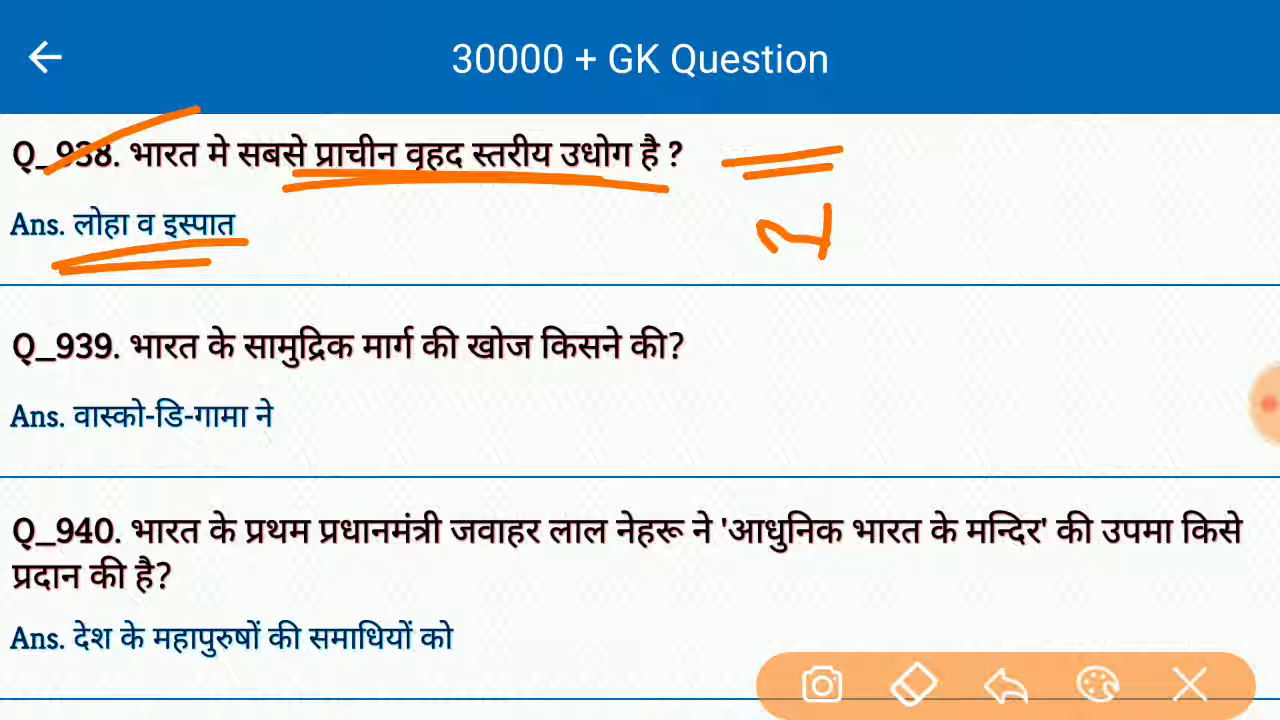 30000 + GK Question
Q_938. भारत मे सबसे प्राचीन वृहद स्तरीय उधोग है ?
Ans. लोहा व इस्पात
Q_939. भारत के सामुद्रिक मार्ग की खोज किसने की?
Ans. वास्को-डि-गामा ने
Q_940. भारत के प्रथम प्रधानमंत्री जवाहर लाल नेहरू ने 'आधुनिक भारत के मन्दिर' की उपमा किसे
प्रदान की है?
Ans. देश के महापुरुषों की समाधियों को